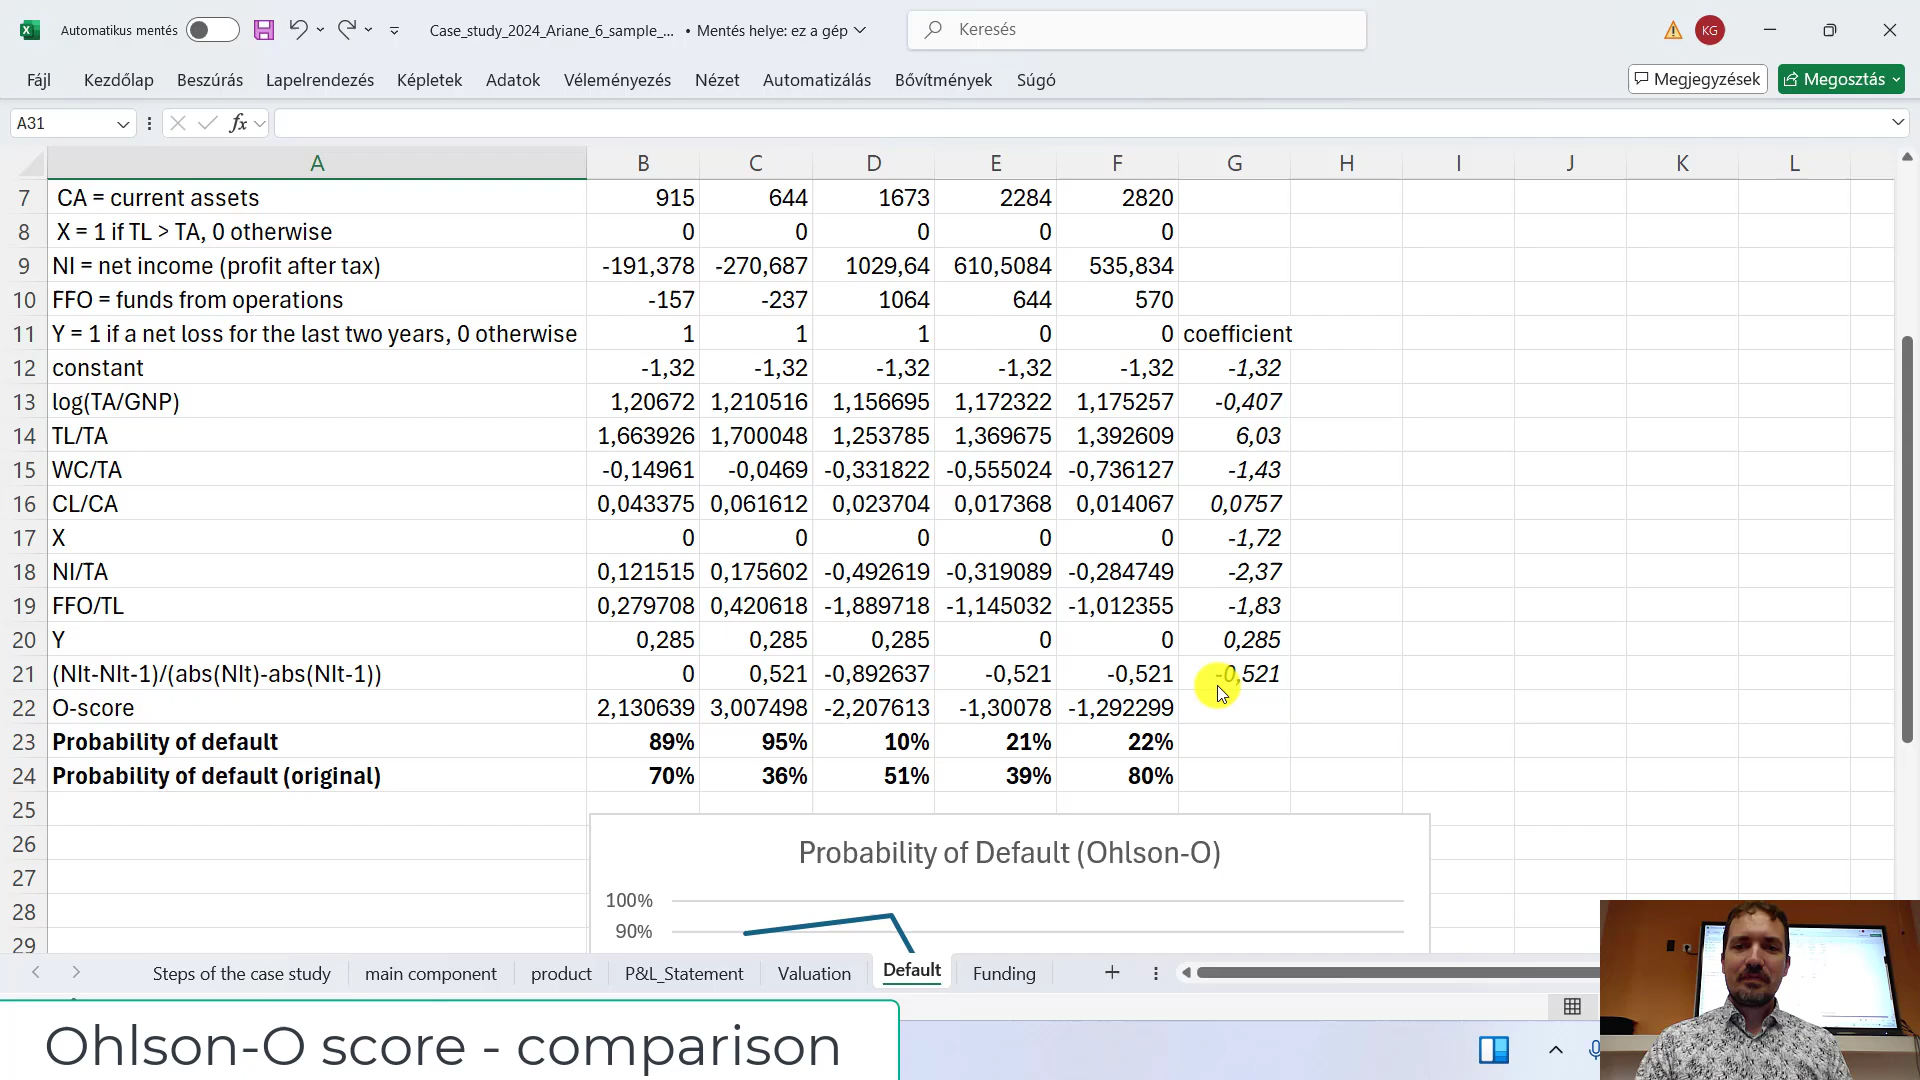 Automatikus mentés Case_study_2024_Ariane_6_sample_... • Mentés helye: ez a gép Keresés KG
Fájl Kezdőlap Beszúrás Lapelrendezés Képletek Adatok Véleményezés Nézet Automatizálás Bővítmények Súgó Megjegyzések Megosztás
A31 fx
A B C D E F G H I J K L
7 CA = current assets 915 644 1673 2284 2820
8 X = 1 if TL > TA, 0 otherwise 0 0 0 0 0
9 NI = net income (profit after tax) -191,378 -270,687 1029,64 610,5084 535,834
10 FFO = funds from operations -157 -237 1064 644 570
11 Y = 1 if a net loss for the last two years, 0 otherwise 1 1 1 0 0 coefficient
12 constant -1,32 -1,32 -1,32 -1,32 -1,32 -1,32
13 log(TA/GNP) 1,20672 1,210516 1,156695 1,172322 1,175257 -0,407
14 TL/TA 1,663926 1,700048 1,253785 1,369675 1,392609 6,03
15 WC/TA -0,14961 -0,0469 -0,331822 -0,555024 -0,736127 -1,43
16 CL/CA 0,043375 0,061612 0,023704 0,017368 0,014067 0,0757
17 X 0 0 0 0 0 -1,72
18 NI/TA 0,121515 0,175602 -0,492619 -0,319089 -0,284749 -2,37
19 FFO/TL 0,279708 0,420618 -1,889718 -1,145032 -1,012355 -1,83
20 Y 0,285 0,285 0,285 0 0 0,285
21 (NIt-NIt-1)/(abs(NIt)-abs(NIt-1)) 0 0,521 -0,892637 -0,521 -0,521 -0,521
22 O-score 2,130639 3,007498 -2,207613 -1,30078 -1,292299
23 Probability of default 89% 95% 10% 21% 22%
24 Probability of default (original) 70% 36% 51% 39% 80%
25
26
27
28
29
Probability of Default (Ohlson-O)
100%
90%
Steps of the case study main component product P&L_Statement Valuation Default Funding
Ohlson-O score - comparison